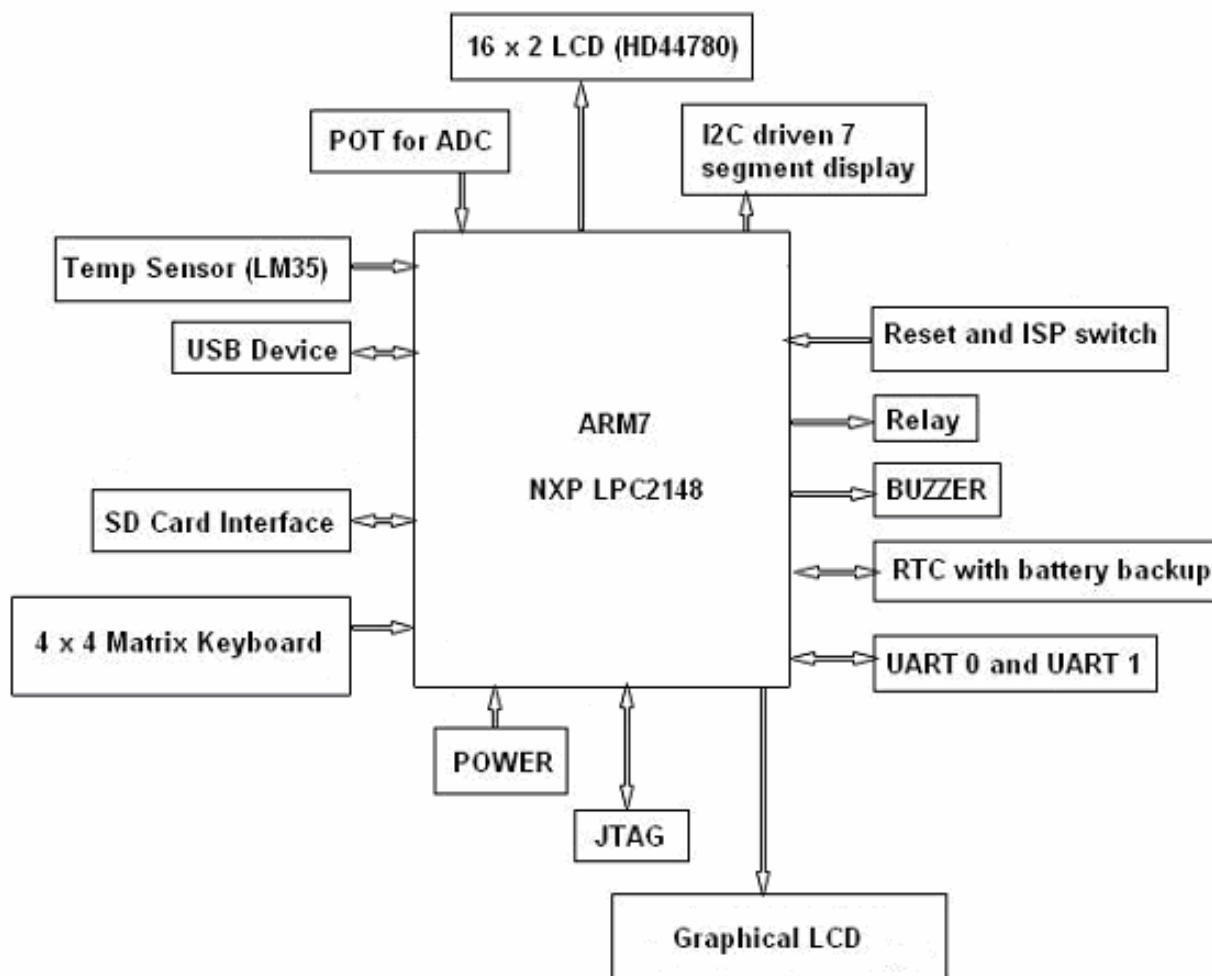 16 x 2 LCD (HD44780)
POT for ADC
I2C driven 7
segment display
Temp Sensor (LM35)
USB Device
Reset and ISP switch
ARM7
Relay
NXP LPC2148
BUZZER
SD Card Interface
RTC with battery backup
4 x 4 Matrix Keyboard
UART 0 and UART 1
POWER
JTAG
Graphical LCD